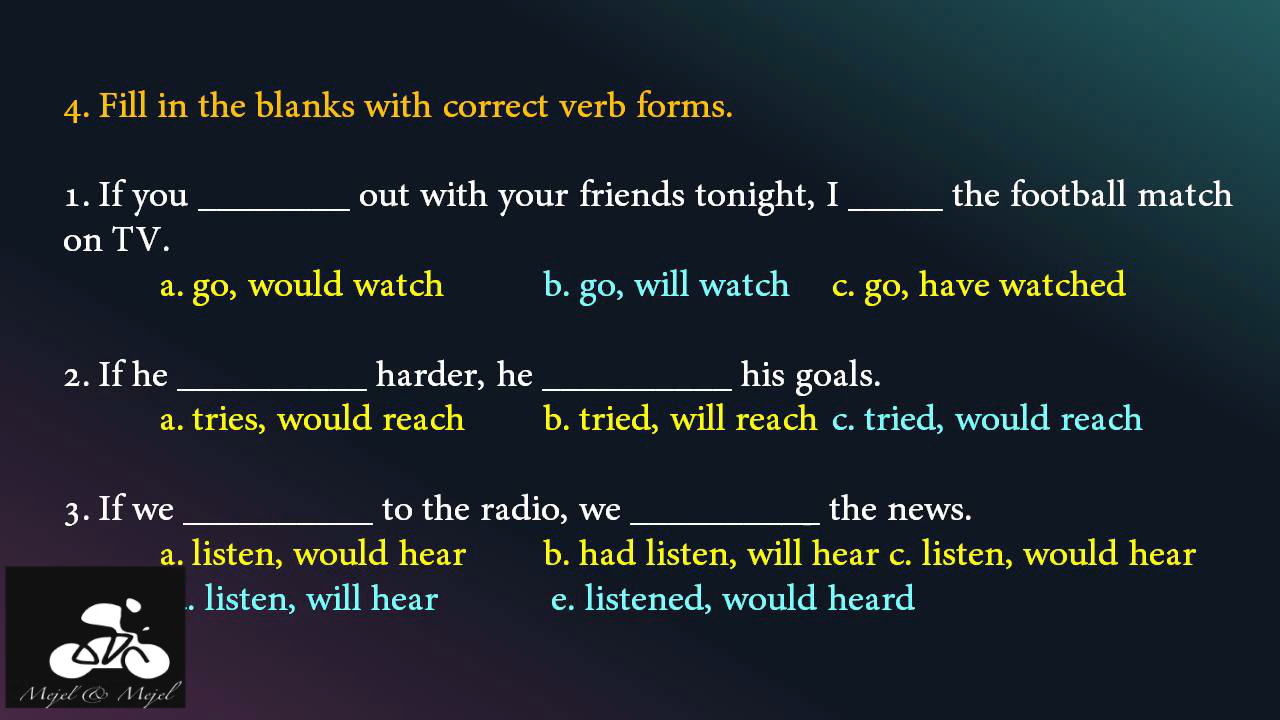 4. Fill in the blanks with correct verb forms.
1. If you ________ out with your friends tonight, I _____ the football match
on TV.
a. go, would watch b. go, will watch c. go, have watched
2. If he __________ harder, he __________ his goals.
a. tries, would reach b. tried, will reach c. tried, would reach
3. If we __________ to the radio, we __________ the news.
a. listen, would hear b. had listen, will hear c. listen, would hear
. listen, will hear e. listened, would heard
Mejel & Mejel